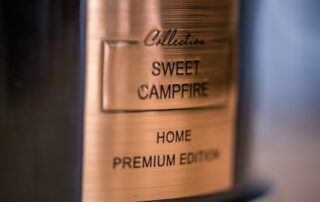 Collection
SWEET
CAMPFIRE
HOME
PREMIUM EDITION